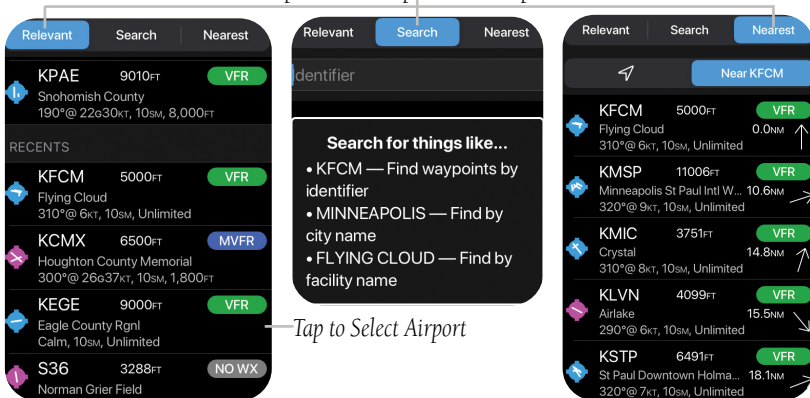 Relevant Search Nearest
KPAE 9010FT VFR
Snohomish County
190°@ 22G30KT, 10SM, 8,000FT
RECENTS
KFCM 5000FT VFR
Flying Cloud
310°@ 6KT, 10SM, Unlimited
KCMX 6500FT MVFR
Houghton County Memorial
300°@ 26G37KT, 10SM, 1,800FT
KEGE 9000FT VFR
Eagle County Rgnl
Calm, 10SM, Unlimited
S36 3288FT NO WX
Norman Grier Field
Relevant Search Nearest
dentifier
Search for things like...
• KFCM — Find waypoints by
identifier
• MINNEAPOLIS — Find by
city name
• FLYING CLOUD — Find by
facility name
Tap to Select Airport
Relevant Search Nearest
Near KFCM
KFCM 5000FT VFR
Flying Cloud 0.0NM
310°@ 6KT, 10SM, Unlimited
KMSP 11006FT VFR
Minneapolis St Paul Intl W... 10.6NM
320°@ 9KT, 10SM, Unlimited
KMIC 3751FT VFR
Crystal 14.8NM
310°@ 8KT, 10SM, Unlimited
KLVN 4099FT VFR
Airlake 15.5NM
290°@ 6KT, 10SM, Unlimited
KSTP 6491FT VFR
St Paul Downtown Holma... 18.1NM
320°@ 7KT, 10SM, Unlimited